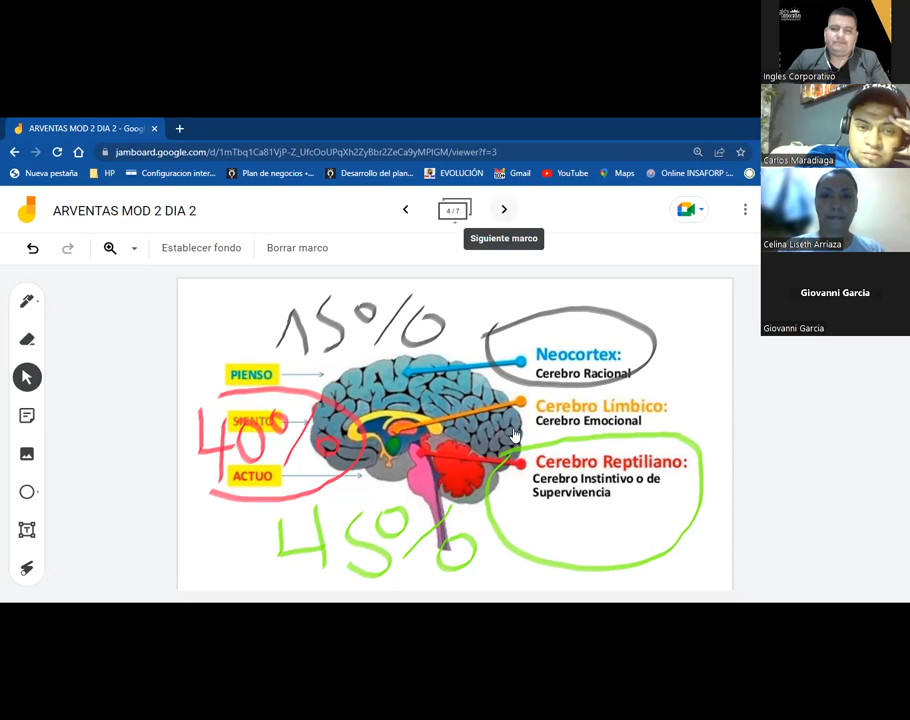 Ingles Corporativo
Carlos Maradiaga
Celina Liseth Arriaza
Giovanni Garcia
Giovanni Garcia
ARVENTAS MOD 2 DIA 2 - Goog
jamboard.google.com/d/1mTbq1Ca81VjP-Z_UfcOoUPqXh2ZyBbr2ZeCa9yMPIGM/viewer?f=3
Nueva pestaña
HP
Configuracion inter...
Plan de negocios •...
Desarrollo del plan...
EVOLUCIÓN
Gmail
YouTube
Maps
Online INSAFORP :...
ARVENTAS MOD 2 DIA 2
4/7
Siguiente marco
Establecer fondo
Borrar marco
15%
PIENSO
SIENTO
40%
ACTUO
45%
Neocortex:
Cerebro Racional
Cerebro Límbico:
Cerebro Emocional
Cerebro Reptiliano:
Cerebro Instintivo o de
Supervivencia